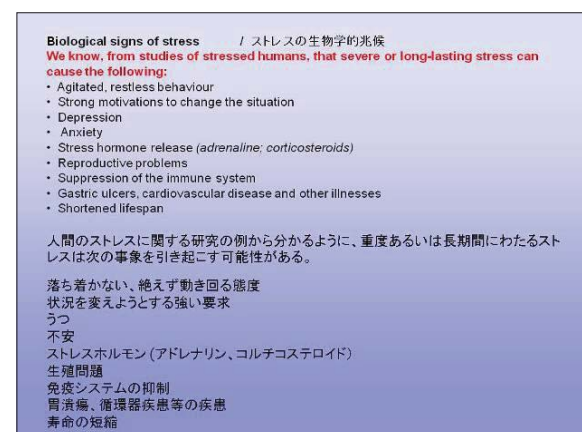 Biological signs of stress / ストレスの生物学的兆候
We know, from studies of stressed humans, that severe or long-lasting stress can
cause the following:
• Agitated, restless behaviour
• Strong motivations to change the situation
• Depression
• Anxiety
• Stress hormone release (adrenaline; corticosteroids)
• Reproductive problems
• Suppression of the immune system
• Gastric ulcers, cardiovascular disease and other illnesses
• Shortened lifespan
人間のストレスに関する研究の例から分かるように、重度あるいは長期間にわたるスト
レスは次の事象を引き起こす可能性がある。
落ち着かない、絶えず動き回る態度
状況を変えようとする強い要求
うつ
不安
ストレスホルモン(アドレナリン、コルチコステロイド)
生殖問題
免疫システムの抑制
胃潰瘍、循環器疾患等の疾患
寿命の短縮